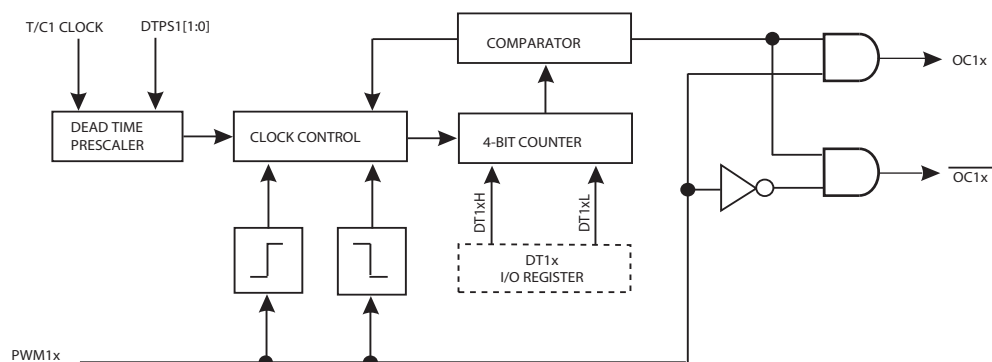 T/C1 CLOCK
DTPS1[1:0]
COMPARATOR
OC1x
DEAD TIME
PRESCALER
CLOCK CONTROL
4-BIT COUNTER
OC1x
DT1xH
DT1xL
DT1x
I/O REGISTER
PWM1x